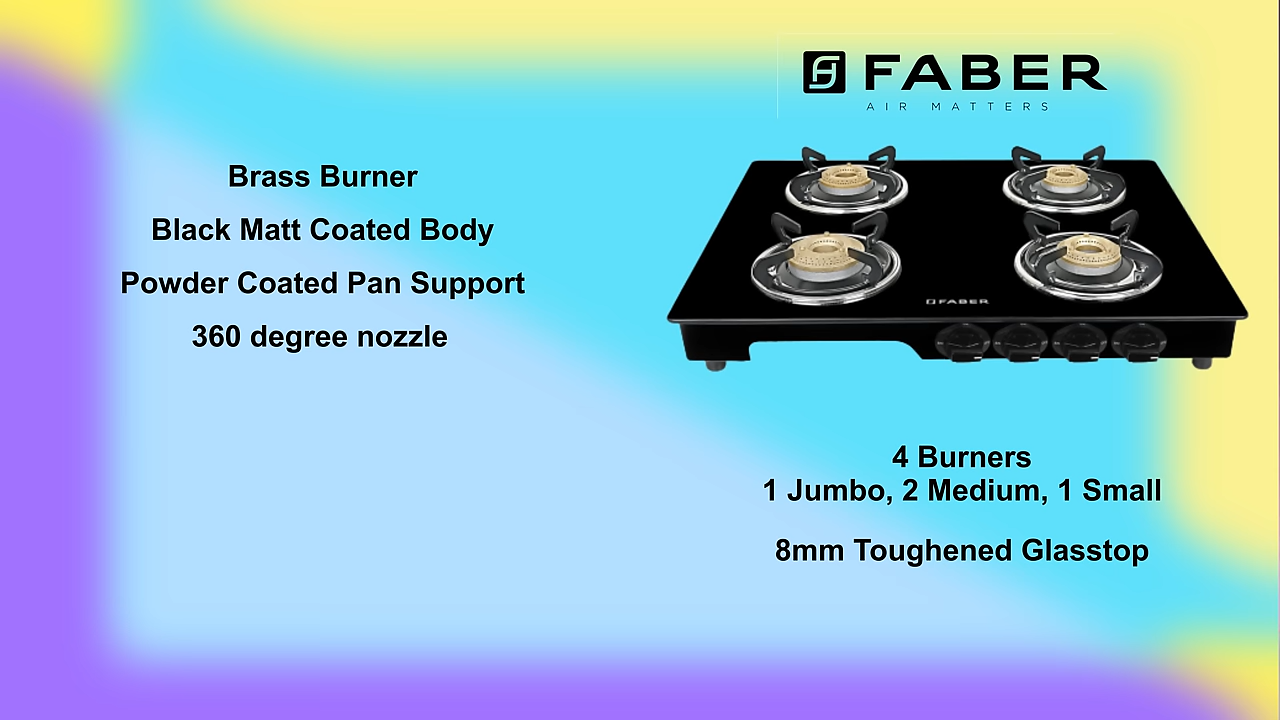 FABER
AIR MATTERS
Brass Burner
Black Matt Coated Body
Powder Coated Pan Support
360 degree nozzle
FABER
4 Burners
1 Jumbo, 2 Medium, 1 Small
8mm Toughened Glasstop